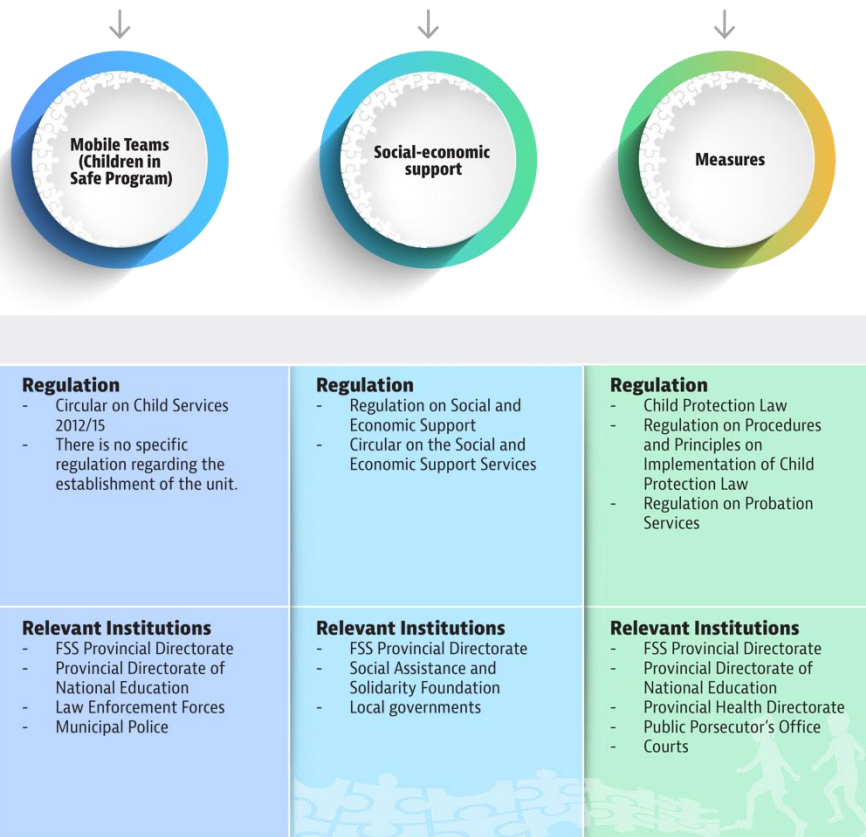 Mobile Teams
(Children in
Safe Program)
Social-economic
support
Measures
Regulation
- Circular on Child Services
2012/15
- There is no specific
regulation regarding the
establishment of the unit.
Regulation
- Regulation on Social and
Economic Support
- Circular on the Social and
Economic Support Services
Regulation
- Child Protection Law
- Regulation on Procedures
and Principles on
Implementation of Child
Protection Law
- Regulation on Probation
Services
Relevant Institutions
- FSS Provincial Directorate
- Provincial Directorate of
National Education
- Law Enforcement Forces
- Municipal Police
Relevant Institutions
- FSS Provincial Directorate
- Social Assistance and
Solidarity Foundation
- Local governments
Relevant Institutions
- FSS Provincial Directorate
- Provincial Directorate of
National Education
- Provincial Health Directorate
- Public Porsecutor's Office
- Courts